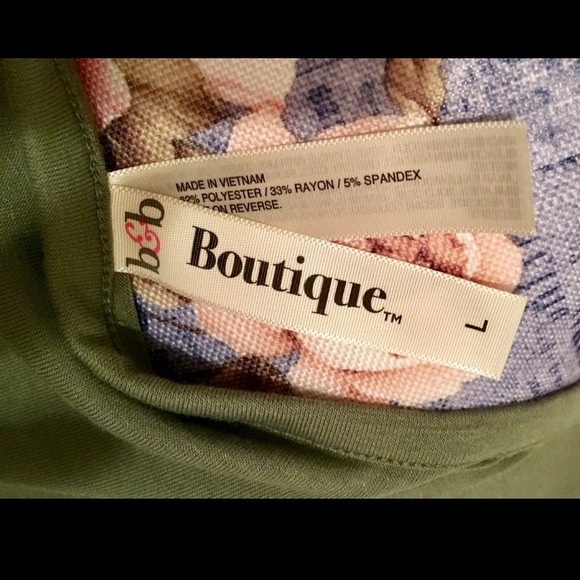 MADE IN VIETNAM
POLYESTER / 33% RAYON / 5% SPANDEX
ON REVERSE.
b&b
Boutique™
L